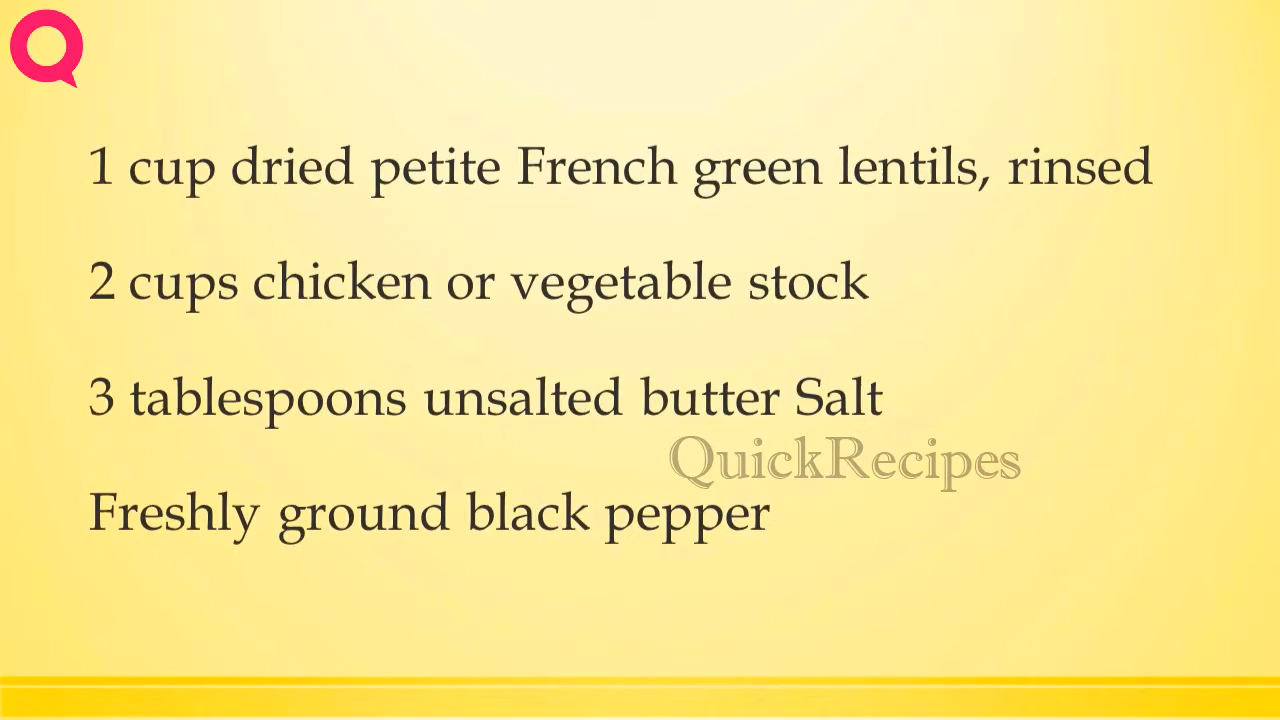 1 cup dried petite French green lentils, rinsed
2 cups chicken or vegetable stock
3 tablespoons unsalted butter Salt
QuickRecipes
Freshly ground black pepper